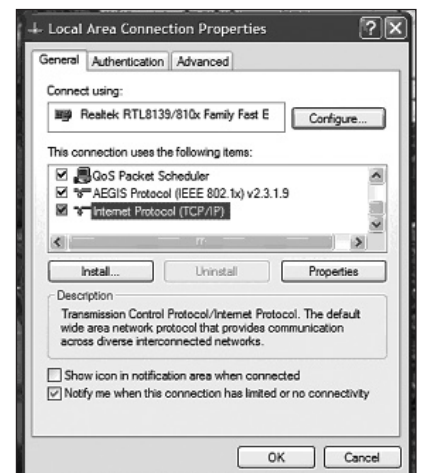 Local Area Connection Properties
General Authentication Advanced
Connect using:
Realtek RTL8139/810x Family Fast E Configure...
This connection uses the following items:
QoS Packet Scheduler
AEGIS Protocol (IEEE 802.1x) v2.3.1.9
Internet Protocol (TCP/IP)
Install... Uninstall Properties
Description
Transmission Control Protocol/Internet Protocol. The default
wide area network protocol that provides communication
across diverse interconnected networks.
Show icon in notification area when connected
Notify me when this connection has limited or no connectivity
OK Cancel